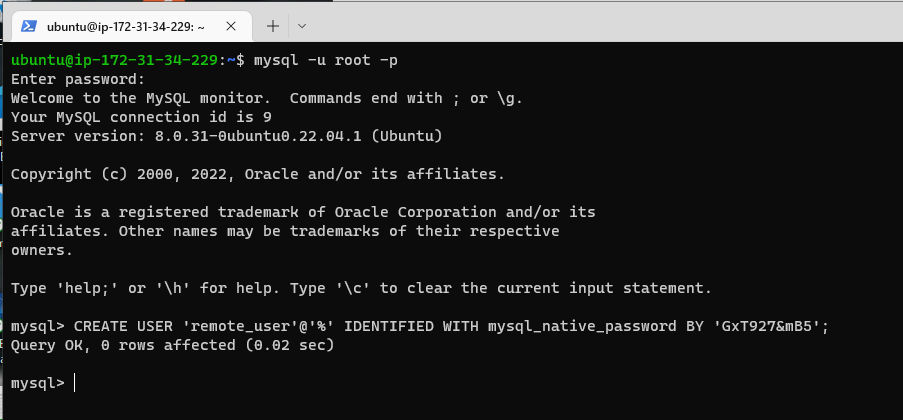 ubuntu@ip-172-31-34-229: ~
ubuntu@ip-172-31-34-229:~$ mysql -u root -p
Enter password:
Welcome to the MySQL monitor.  Commands end with ; or \g.
Your MySQL connection id is 9
Server version: 8.0.31-0ubuntu0.22.04.1 (Ubuntu)
Copyright (c) 2000, 2022, Oracle and/or its affiliates.
Oracle is a registered trademark of Oracle Corporation and/or its
affiliates. Other names may be trademarks of their respective
owners.
Type 'help;' or '\h' for help. Type '\c' to clear the current input statement.
mysql> CREATE USER 'remote_user'@'%' IDENTIFIED WITH mysql_native_password BY 'GxT927&mB5';
Query OK, 0 rows affected (0.02 sec)
mysql>